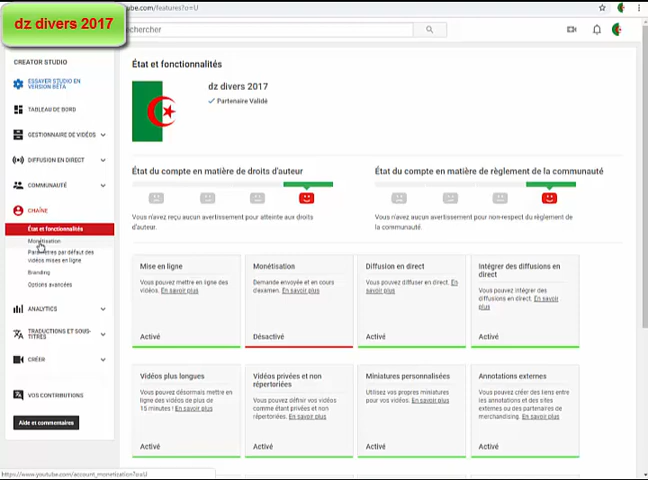 dz divers 2017
ube.com/features?o=U
ercher
CREATOR STUDIO
ESSAYER STUDIO EN
VERSION BÊTA
TABLEAU DE BORD
GESTIONNAIRE DE VIDÉOS
DIFFUSION EN DIRECT
COMMUNAUTÉ
CHAÎNE
État et fonctionnalités
Monétisation
Paramètres par défaut des
vidéos mises en ligne
Branding
Options avancées
ANALYTICS
TRADUCTIONS ET SOUS-
TITRES
CRÉER
VOS CONTRIBUTIONS
Aide et commentaires
État et fonctionnalités
dz divers 2017
Partenaire Validé
État du compte en matière de droits d'auteur
Vous n'avez reçu aucun avertissement pour atteinte aux droits
d'auteur.
État du compte en matière de règlement de la communauté
Vous n'avez aucun avertissement pour non-respect du règlement de
la communauté.
Mise en ligne
Vous pouvez mettre en ligne des
vidéos. En savoir plus
Activé
Monétisation
Demande envoyée et en cours
d'examen. En savoir plus
Désactivé
Diffusion en direct
Vous pouvez diffuser en direct. En
savoir plus
Activé
Intégrer des diffusions en
direct
Vous pouvez intégrer des
diffusions en direct. En savoir
plus
Activé
Vidéos plus longues
Vous pouvez désormais mettre en
ligne des vidéos de plus de
15 minutes ! En savoir plus
Activé
Vidéos privées et non
répertoriées
Vous pouvez définir vos vidéos
comme étant privées et non
répertoriées. En savoir plus
Activé
Miniatures personnalisées
Utilisez vos propres miniatures
pour vos vidéos. En savoir plus
Activé
Annotations externes
Vous pouvez créer des liens entre
les annotations et des sites
externes ou des partenaires de
merchandising. En savoir plus
Activé
https://www.youtube.com/account_monetization?o=U